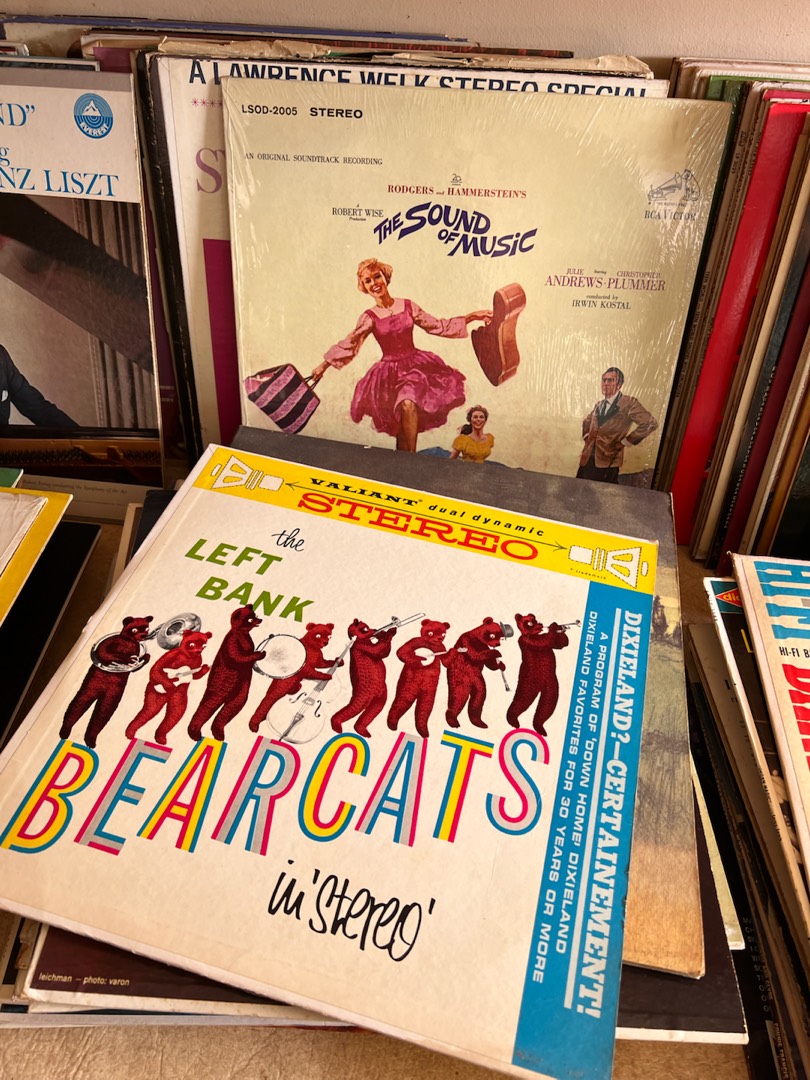 ND"
NZ LISZT
EVEREST
A LAWRENCE WELK STEREO SPECIAL
LSOD-2005 STEREO
AN ORIGINAL SOUNDTRACK RECORDING
20
RODGERS and HAMMERSTEIN'S
A
ROBERT WISE
Production
THE SOUND
OF MUSIC
RCA VICTOR
JULIE starring CHRISTOPHER
ANDREWS · PLUMMER
conducted by
IRWIN KOSTAL
VALIANT dual dynamic
STEREO
the
LEFT
BANK
BEARCATS
in 'stereo'
DIXIELAND?—CERTAINEMENT!
A PROGRAM OF 'DOWN HOME' DIXIELAND
DIXIELAND FAVORITES FOR 30 YEARS OR MORE
leichman – photo: varon
HI-FI